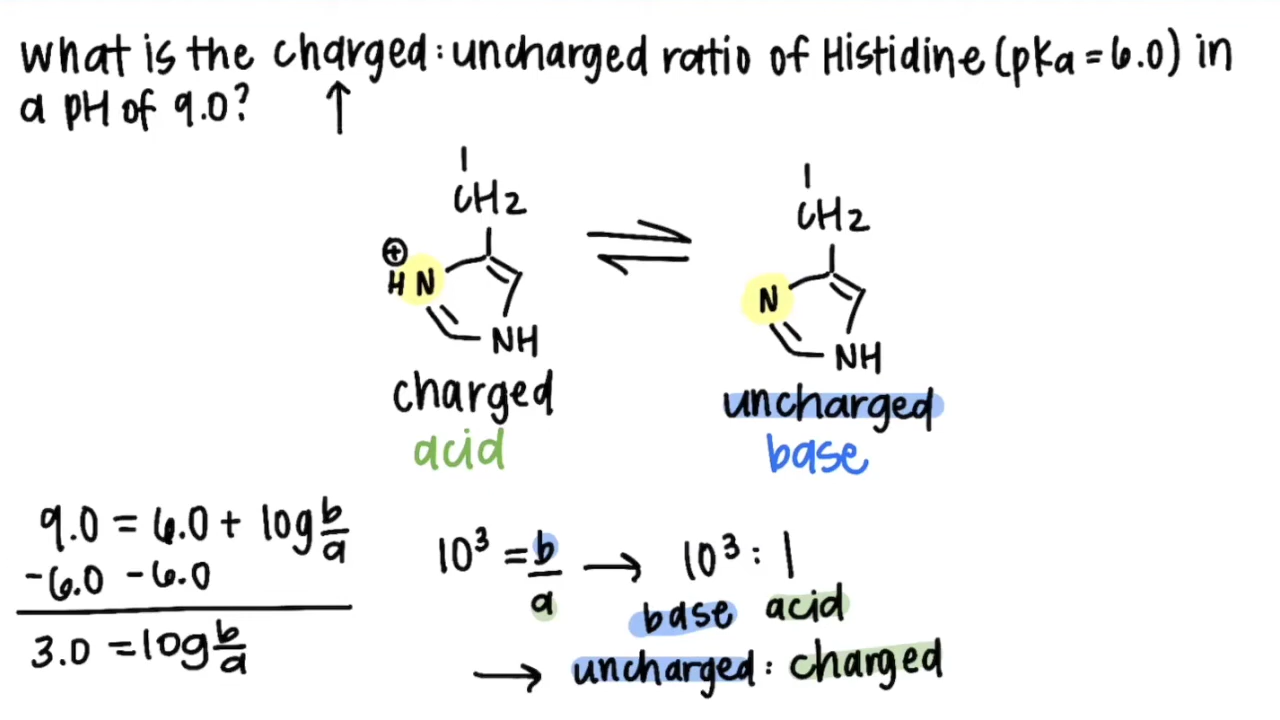 what is the charged:uncharged ratio of Histidine (pKa = 6.0) in
a pH of 9.0? ↑
CH2
⊕
H N
NH
charged
acid
⇌
CH2
N
NH
uncharged
base
9.0 = 6.0 + log b/a
-6.0 -6.0
3.0 = log b/a
10³ = b/a → 10³ : 1
base acid
→ uncharged : charged